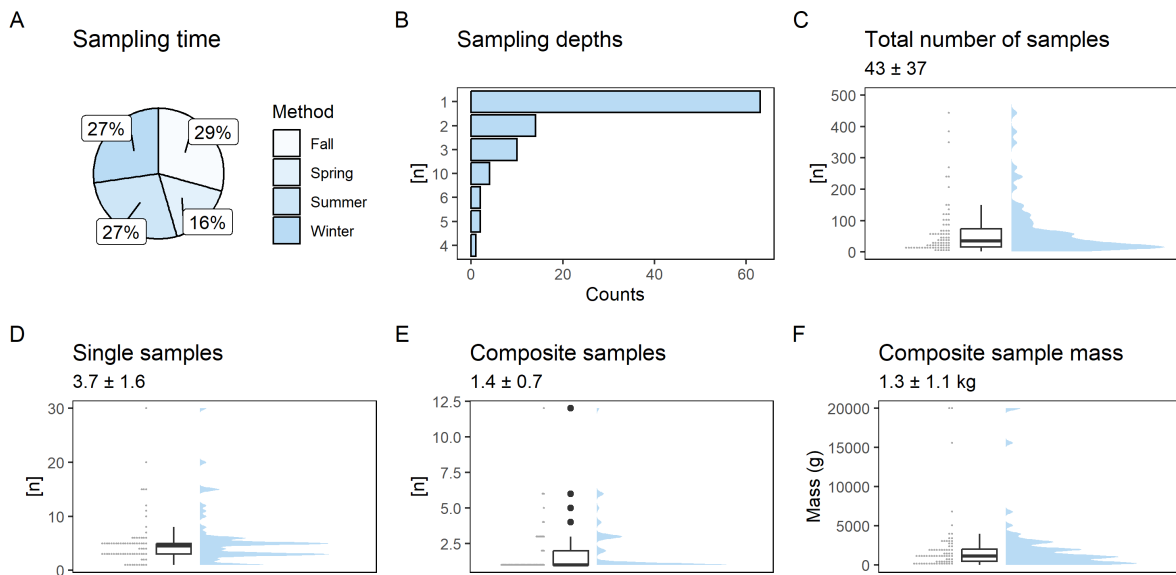 A
Sampling time
27%
29%
27%
16%
Method
Fall
Spring
Summer
Winter
B
Sampling depths
[n]
1
2
3
10
6
5
4
0
20
40
60
Counts
C
Total number of samples
43 ± 37
[n]
500
400
300
200
100
0
D
Single samples
3.7 ± 1.6
[n]
30
20
10
0
E
Composite samples
1.4 ± 0.7
[n]
12.5
10.0
7.5
5.0
2.5
F
Composite sample mass
1.3 ± 1.1 kg
Mass (g)
20000
15000
10000
5000
0